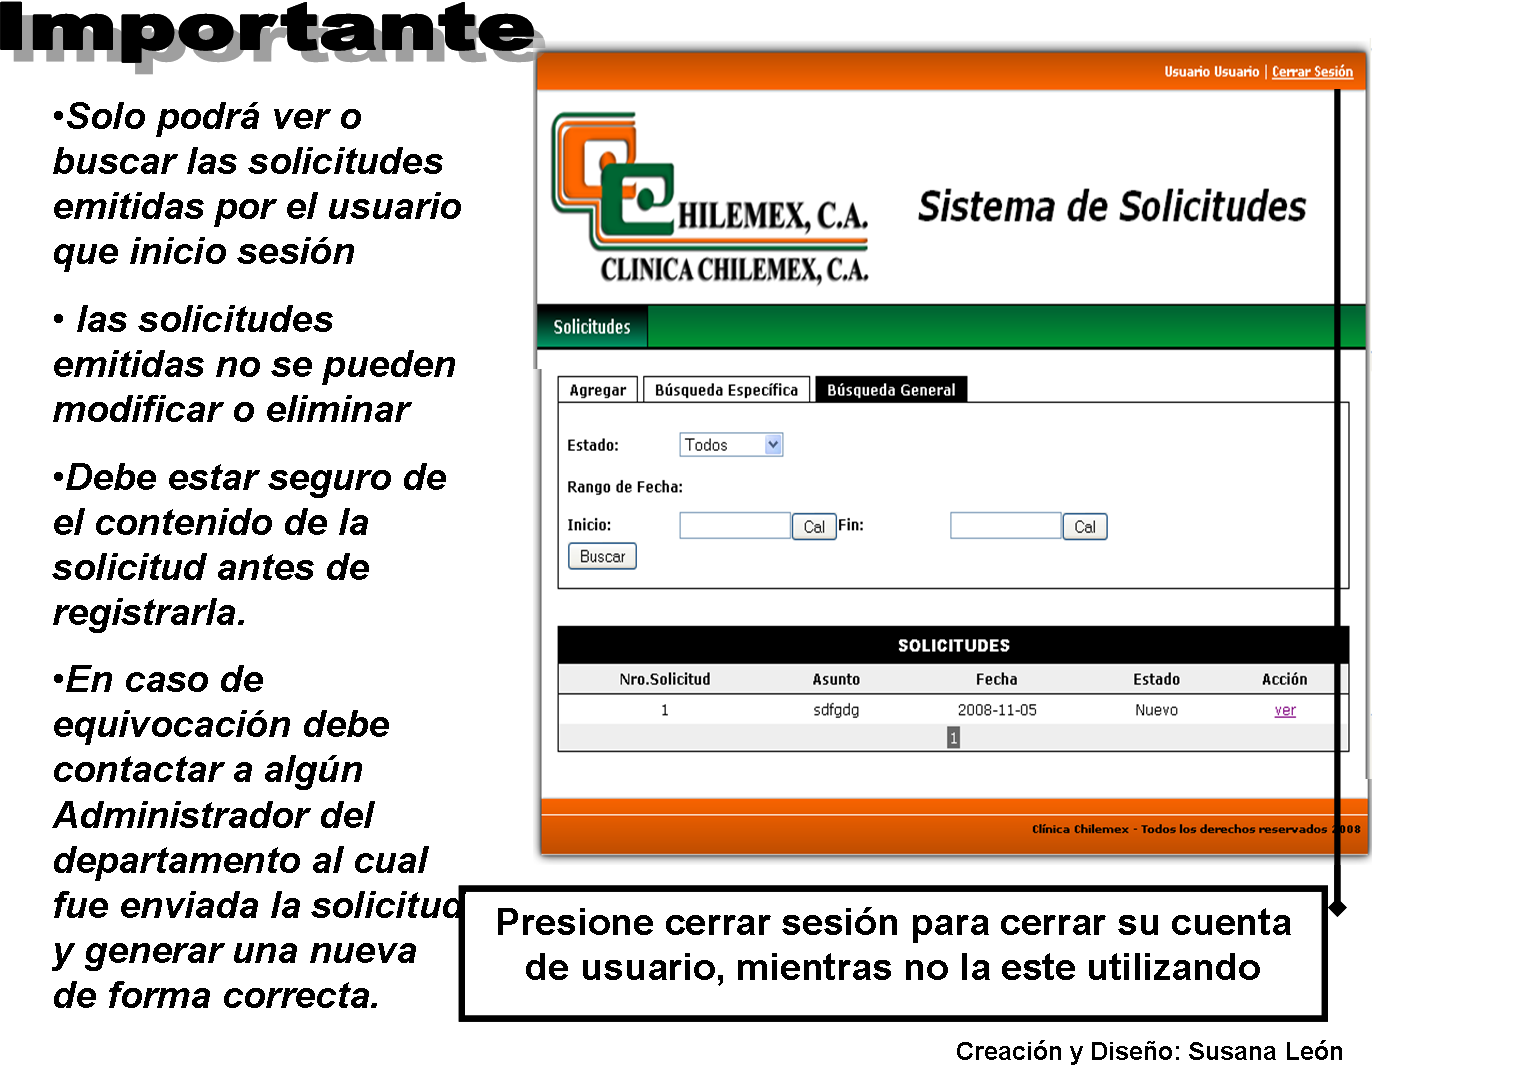 Importante
•Solo podrá ver o
buscar las solicitudes
emitidas por el usuario
que inicio sesión
• las solicitudes
emitidas no se pueden
modificar o eliminar
•Debe estar seguro de
el contenido de la
solicitud antes de
registrarla.
•En caso de
equivocación debe
contactar a algún
Administrador del
departamento al cual
fue enviada la solicitud
y generar una nueva
de forma correcta.
Usuario Usuario | Cerrar Sesión
HILEMEX, C.A.
CLINICA CHILEMEX, C.A.
Sistema de Solicitudes
Solicitudes
Agregar Búsqueda Específica Búsqueda General
Estado: Todos
Rango de Fecha:
Inicio: Cal Fin: Cal
Buscar
SOLICITUDES
Nro.Solicitud Asunto Fecha Estado Acción
1 sdfgdg 2008-11-05 Nuevo ver
1
Clínica Chilemex - Todos los derechos reservados 2008
Presione cerrar sesión para cerrar su cuenta
de usuario, mientras no la este utilizando
Creación y Diseño: Susana León